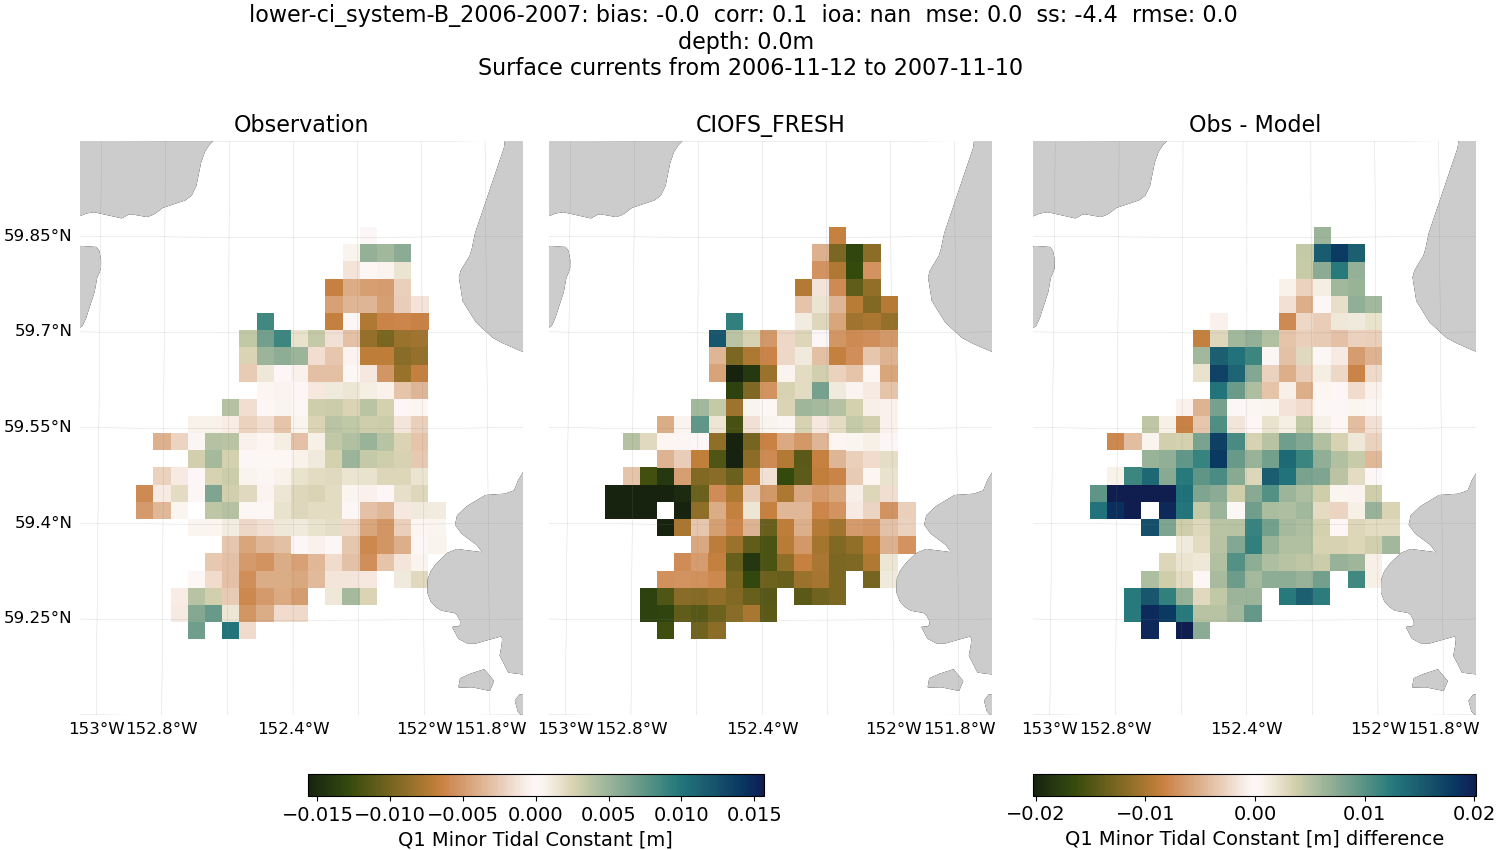 lower-ci_system-B_2006-2007: bias: -0.0  corr: 0.1  ioa: nan  mse: 0.0  ss: -4.4  rmse: 0.0
depth: 0.0m
Surface currents from 2006-11-12 to 2007-11-10
Observation
CIOFS_FRESH
Obs - Model
59.85°N
59.7°N
59.55°N
59.4°N
59.25°N
153°W 152.8°W 152.4°W 152°W 151.8°W
153°W 152.8°W 152.4°W 152°W 151.8°W
153°W 152.8°W 152.4°W 152°W 151.8°W
−0.015 −0.010 −0.005 0.000 0.005 0.010 0.015
Q1 Minor Tidal Constant [m]
−0.02 −0.01 0.00 0.01 0.02
Q1 Minor Tidal Constant [m] difference